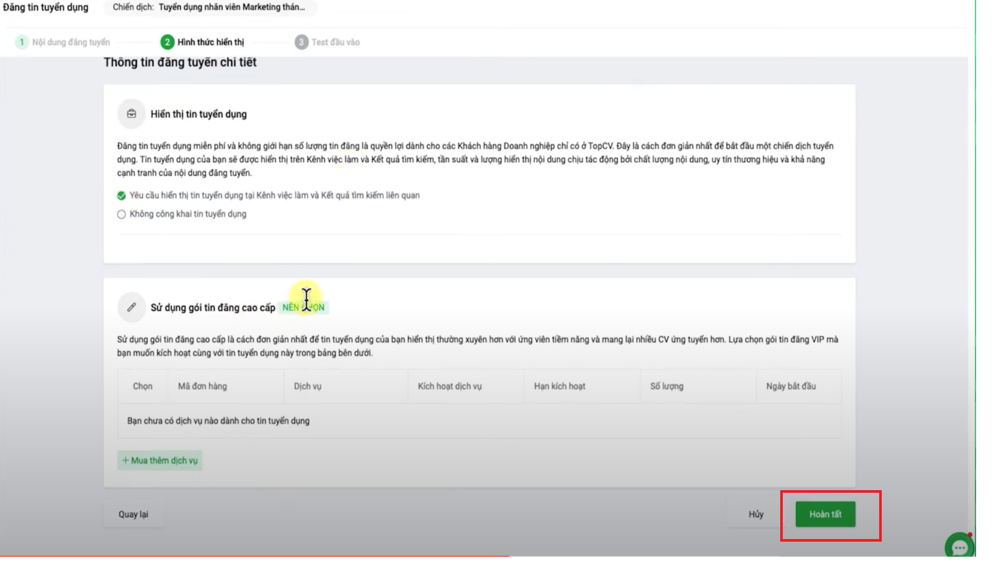 Đăng tin tuyển dụng Chiến dịch: Tuyển dụng nhân viên Marketing thán...
1 Nội dung đăng tuyển 2 Hình thức hiển thị 3 Test đầu vào
Thông tin đăng tuyển chi tiết
Hiển thị tin tuyển dụng
Đăng tin tuyển dụng miễn phí và không giới hạn số lượng tin đăng là quyền lợi dành cho các Khách hàng Doanh nghiệp chỉ có ở TopCV. Đây là cách đơn giản nhất để bắt đầu một chiến dịch tuyển
dụng. Tin tuyển dụng của bạn sẽ được hiển thị trên Kênh việc làm và Kết quả tìm kiếm, tần suất và lượng hiển thị nội dung chịu tác động bởi chất lượng nội dung, uy tín thương hiệu và khả năng
cạnh tranh của nội dung đăng tuyển.
Yêu cầu hiển thị tin tuyển dụng tại Kênh việc làm và Kết quả tìm kiếm liên quan
Không công khai tin tuyển dụng
Sử dụng gói tin đăng cao cấp NÊN CHỌN
Sử dụng gói tin đăng cao cấp là cách đơn giản nhất để tin tuyển dụng của bạn hiển thị thường xuyên hơn với ứng viên tiềm năng và mang lại nhiều CV ứng tuyển hơn. Lựa chọn gói tin đăng VIP mà
bạn muốn kích hoạt cùng với tin tuyển dụng này trong bảng bên dưới.
Chọn Mã đơn hàng Dịch vụ Kích hoạt dịch vụ Hạn kích hoạt Số lượng Ngày bắt đầu
Bạn chưa có dịch vụ nào dành cho tin tuyển dụng
+ Mua thêm dịch vụ
Quay lại Hủy Hoàn tất